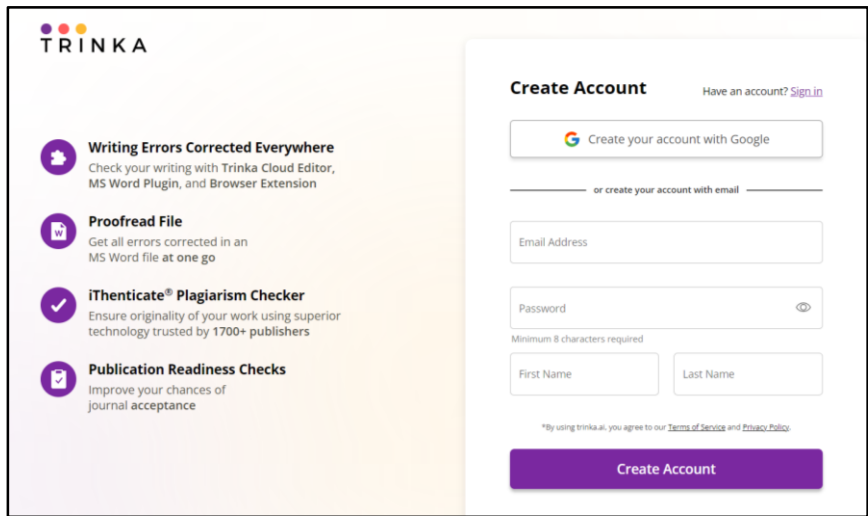 TRINKA
Writing Errors Corrected Everywhere
Check your writing with Trinka Cloud Editor,
MS Word Plugin, and Browser Extension
Proofread File
Get all errors corrected in an
MS Word file at one go
iThenticate® Plagiarism Checker
Ensure originality of your work using superior
technology trusted by 1700+ publishers
Publication Readiness Checks
Improve your chances of
journal acceptance
Create Account
Have an account? Sign in
Create your account with Google
or create your account with email
Email Address
Password
Minimum 8 characters required
First Name
Last Name
*By using trinka.ai, you agree to our Terms of Service and Privacy Policy.
Create Account